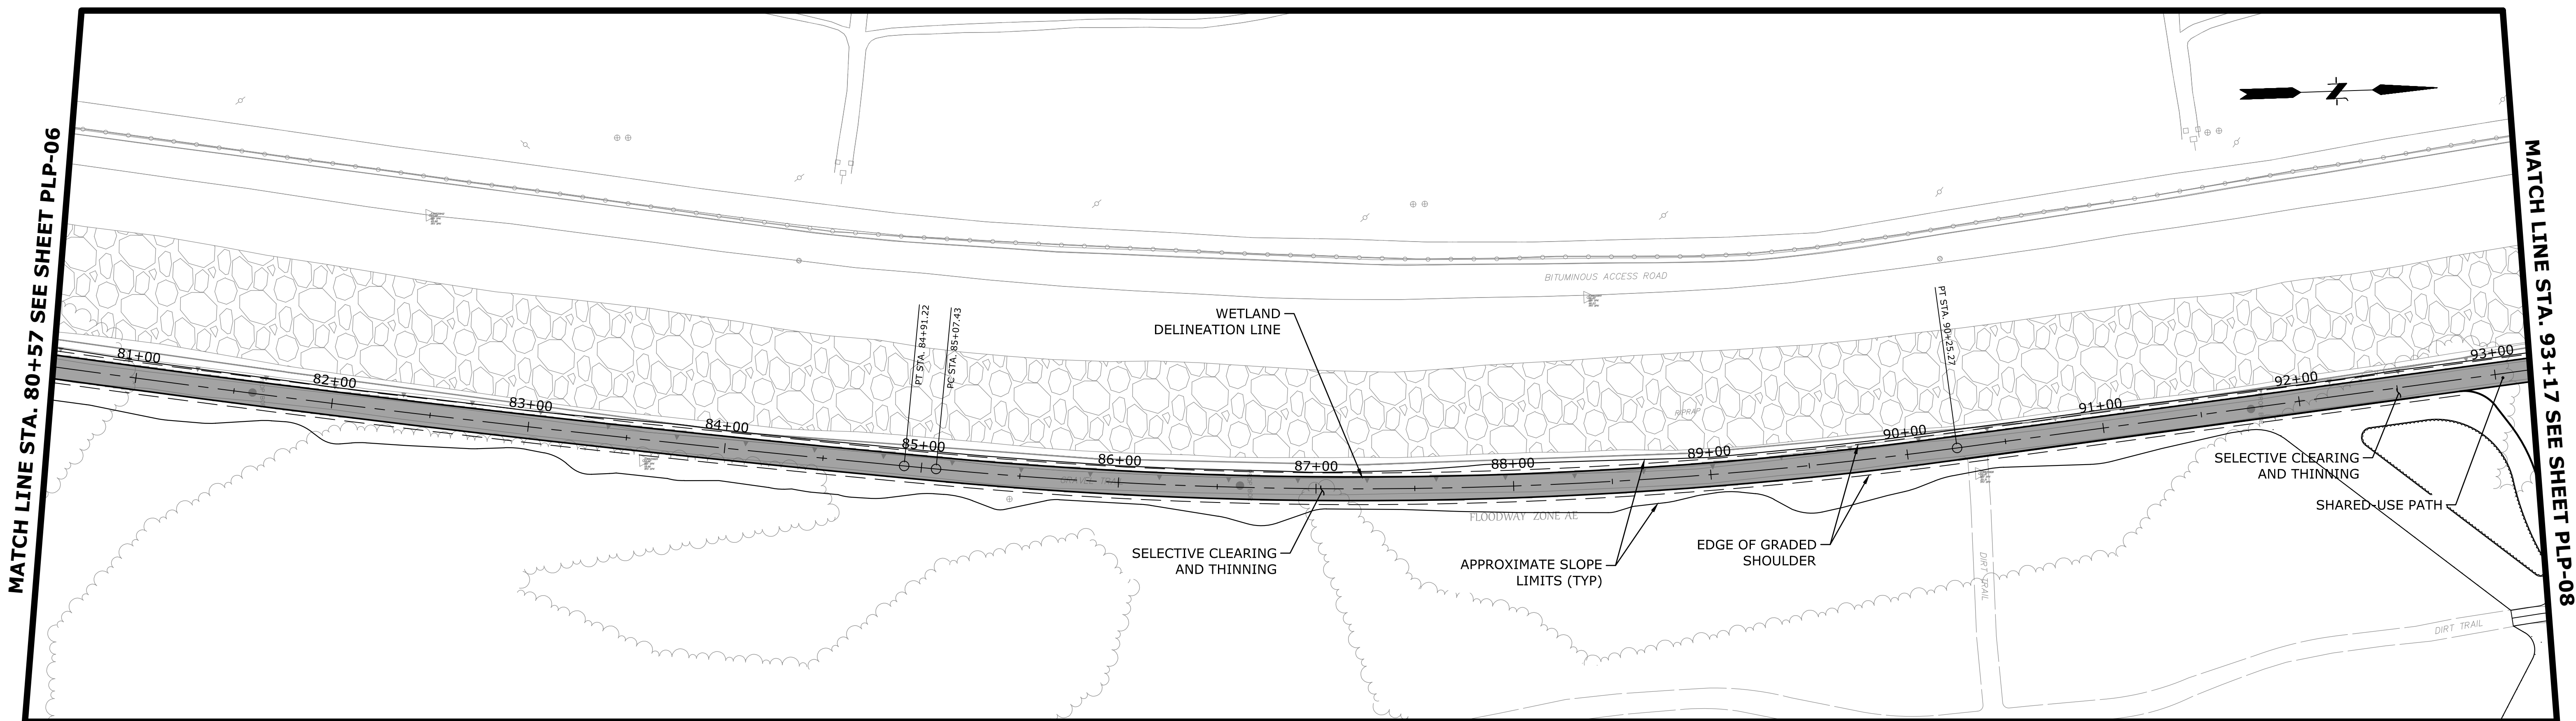 MATCH LINE STA. 80+57 SEE SHEET PLP-06
MATCH LINE STA. 93+17 SEE SHEET PLP-08
BITUMINOUS ACCESS ROAD
WETLAND
DELINEATION LINE
PT STA. 84+91.22
PC STA. 85+07.43
PT STA. 90+25.27
81+00
82+00
83+00
84+00
85+00
86+00
87+00
88+00
89+00
90+00
91+00
92+00
93+00
RIPRAP
FLOODWAY ZONE AE
SELECTIVE CLEARING
AND THINNING
APPROXIMATE SLOPE
LIMITS (TYP)
EDGE OF GRADED
SHOULDER
SELECTIVE CLEARING
AND THINNING
SHARED-USE PATH
DIRT TRAIL
DIRT TRAIL